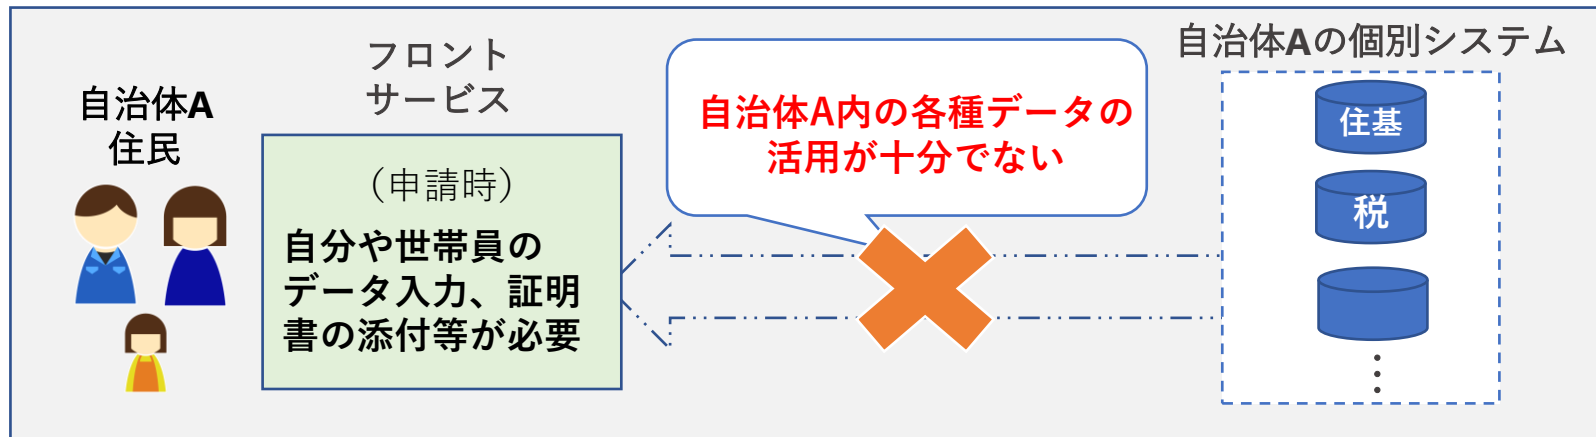 自治体A
住民
フロント
サービス
（申請時）
自分や世帯員の
データ入力、証明
書の添付等が必要
自治体A内の各種データの
活用が十分でない
自治体Aの個別システム
住基
税